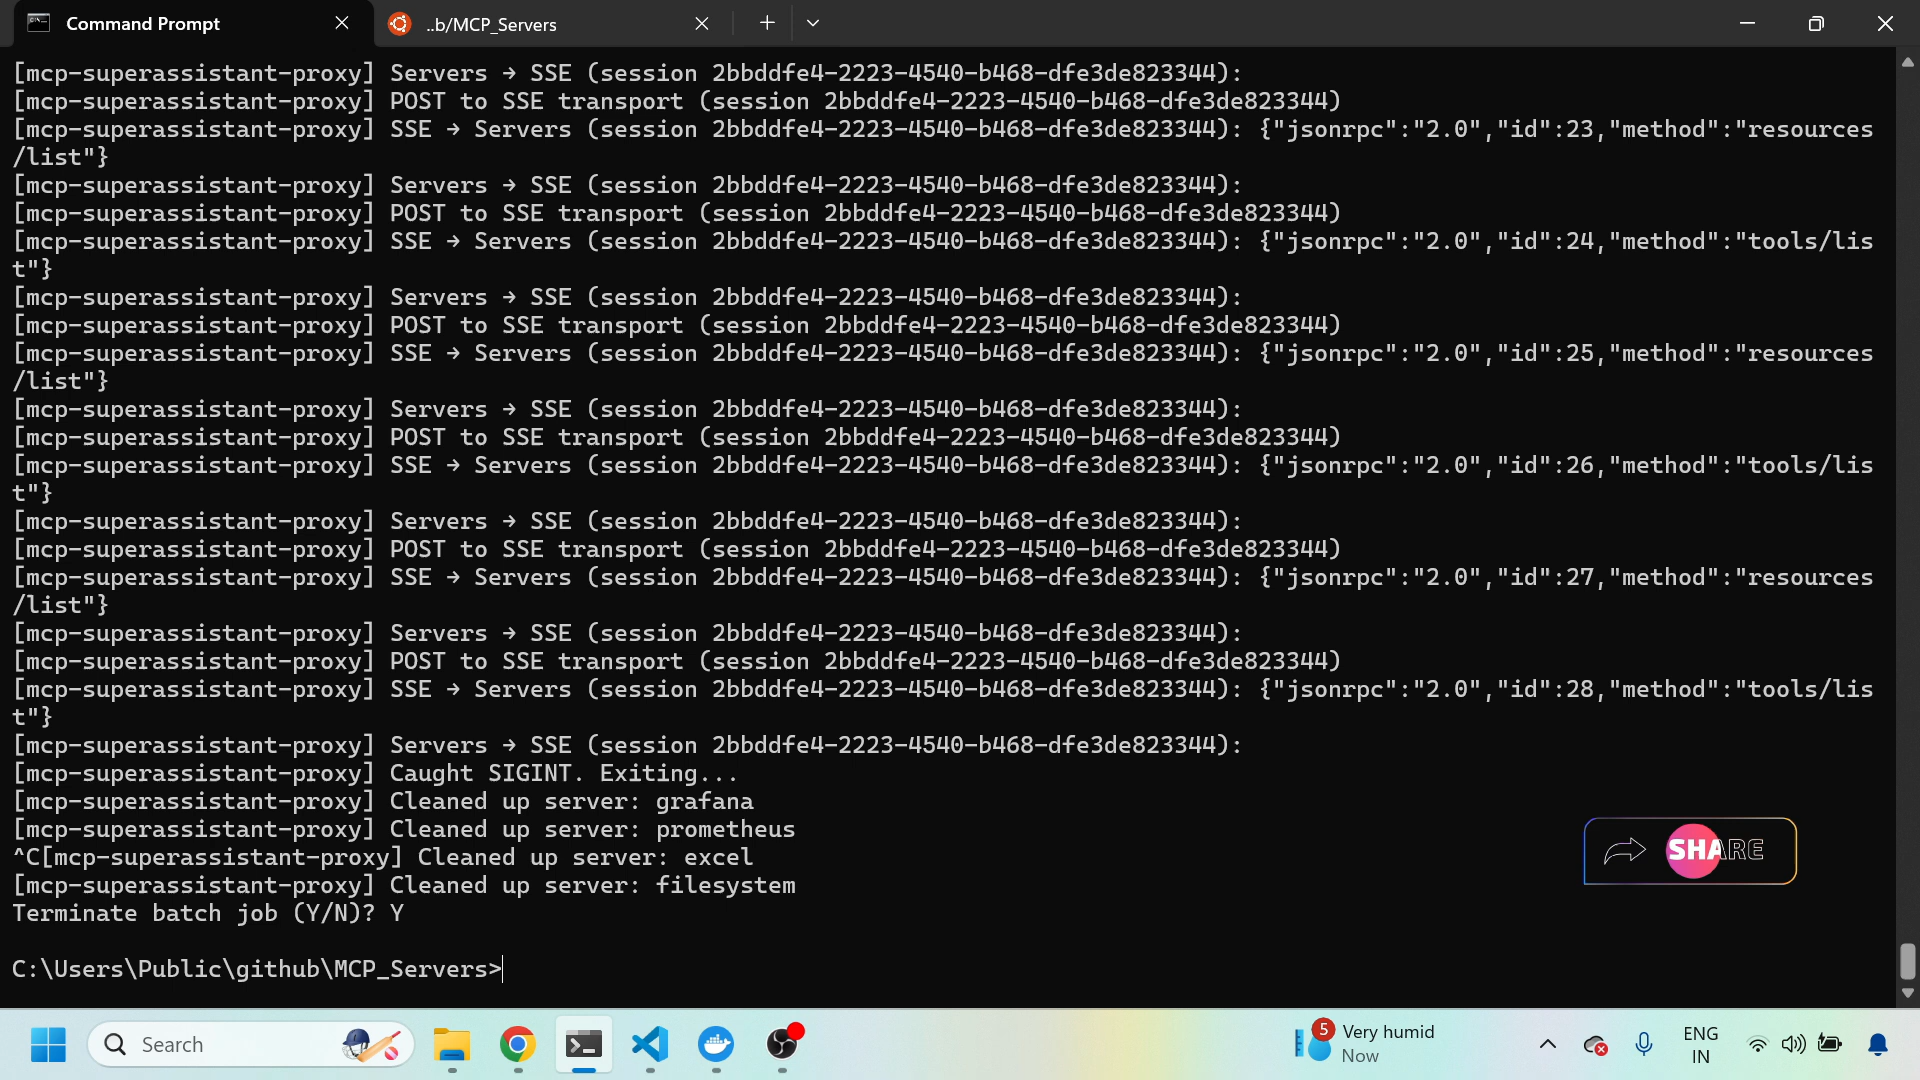 Command Prompt
..b/MCP_Servers
[mcp-superassistant-proxy] Servers → SSE (session 2bbddfe4-2223-4540-b468-dfe3de823344):
[mcp-superassistant-proxy] POST to SSE transport (session 2bbddfe4-2223-4540-b468-dfe3de823344)
[mcp-superassistant-proxy] SSE → Servers (session 2bbddfe4-2223-4540-b468-dfe3de823344): {"jsonrpc":"2.0","id":23,"method":"resources
/list"}
[mcp-superassistant-proxy] Servers → SSE (session 2bbddfe4-2223-4540-b468-dfe3de823344):
[mcp-superassistant-proxy] POST to SSE transport (session 2bbddfe4-2223-4540-b468-dfe3de823344)
[mcp-superassistant-proxy] SSE → Servers (session 2bbddfe4-2223-4540-b468-dfe3de823344): {"jsonrpc":"2.0","id":24,"method":"tools/lis
t"}
[mcp-superassistant-proxy] Servers → SSE (session 2bbddfe4-2223-4540-b468-dfe3de823344):
[mcp-superassistant-proxy] POST to SSE transport (session 2bbddfe4-2223-4540-b468-dfe3de823344)
[mcp-superassistant-proxy] SSE → Servers (session 2bbddfe4-2223-4540-b468-dfe3de823344): {"jsonrpc":"2.0","id":25,"method":"resources
/list"}
[mcp-superassistant-proxy] Servers → SSE (session 2bbddfe4-2223-4540-b468-dfe3de823344):
[mcp-superassistant-proxy] POST to SSE transport (session 2bbddfe4-2223-4540-b468-dfe3de823344)
[mcp-superassistant-proxy] SSE → Servers (session 2bbddfe4-2223-4540-b468-dfe3de823344): {"jsonrpc":"2.0","id":26,"method":"tools/lis
t"}
[mcp-superassistant-proxy] Servers → SSE (session 2bbddfe4-2223-4540-b468-dfe3de823344):
[mcp-superassistant-proxy] POST to SSE transport (session 2bbddfe4-2223-4540-b468-dfe3de823344)
[mcp-superassistant-proxy] SSE → Servers (session 2bbddfe4-2223-4540-b468-dfe3de823344): {"jsonrpc":"2.0","id":27,"method":"resources
/list"}
[mcp-superassistant-proxy] Servers → SSE (session 2bbddfe4-2223-4540-b468-dfe3de823344):
[mcp-superassistant-proxy] POST to SSE transport (session 2bbddfe4-2223-4540-b468-dfe3de823344)
[mcp-superassistant-proxy] SSE → Servers (session 2bbddfe4-2223-4540-b468-dfe3de823344): {"jsonrpc":"2.0","id":28,"method":"tools/lis
t"}
[mcp-superassistant-proxy] Servers → SSE (session 2bbddfe4-2223-4540-b468-dfe3de823344):
[mcp-superassistant-proxy] Caught SIGINT. Exiting...
[mcp-superassistant-proxy] Cleaned up server: grafana
[mcp-superassistant-proxy] Cleaned up server: prometheus
^C[mcp-superassistant-proxy] Cleaned up server: excel
[mcp-superassistant-proxy] Cleaned up server: filesystem
Terminate batch job (Y/N)? Y
SHARE
C:\Users\Public\github\MCP_Servers>
Search
5
Very humid
Now
ENG
IN